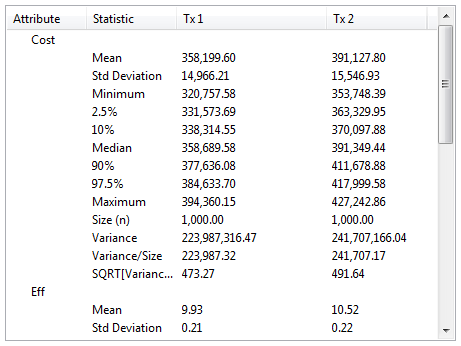 Attribute Statistic Tx 1 Tx 2
Cost
Mean 358,199.60 391,127.80
Std Deviation 14,966.21 15,546.93
Minimum 320,757.58 353,748.39
2.5% 331,573.69 363,329.95
10% 338,314.55 370,097.88
Median 358,689.58 391,349.44
90% 377,636.08 411,678.88
97.5% 384,633.70 417,999.58
Maximum 394,360.15 427,242.86
Size (n) 1,000.00 1,000.00
Variance 223,987,316.47 241,707,166.04
Variance/Size 223,987.32 241,707.17
SQRT[Varianc... 473.27 491.64
Eff
Mean 9.93 10.52
Std Deviation 0.21 0.22